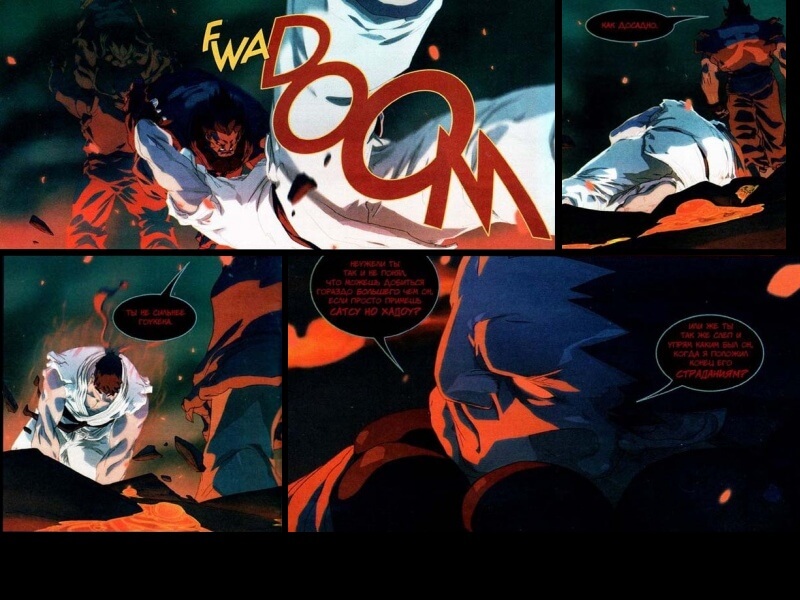 FWADOOM
КАК ДОСАДНО.
ТЫ НЕ СИЛЬНЕЕ
ГОУКЕНА.
НЕУЖЕЛИ ТЫ
ТАК И НЕ ПОНЯЛ,
ЧТО МОЖЕШЬ ДОБИТЬСЯ
ГОРАЗДО БОЛЬШЕГО ЧЕМ ОН,
ЕСЛИ ПРОСТО ПРИМЕШЬ
САТСУ НО ХАДОУ?
ИЛИ ЖЕ ТЫ
ТАК ЖЕ СЛЕП И
УПРЯМ КАКИМ БЫЛ ОН,
КОГДА Я ПОЛОЖИЛ
КОНЕЦ ЕГО
СТРАДАНИЯМ?